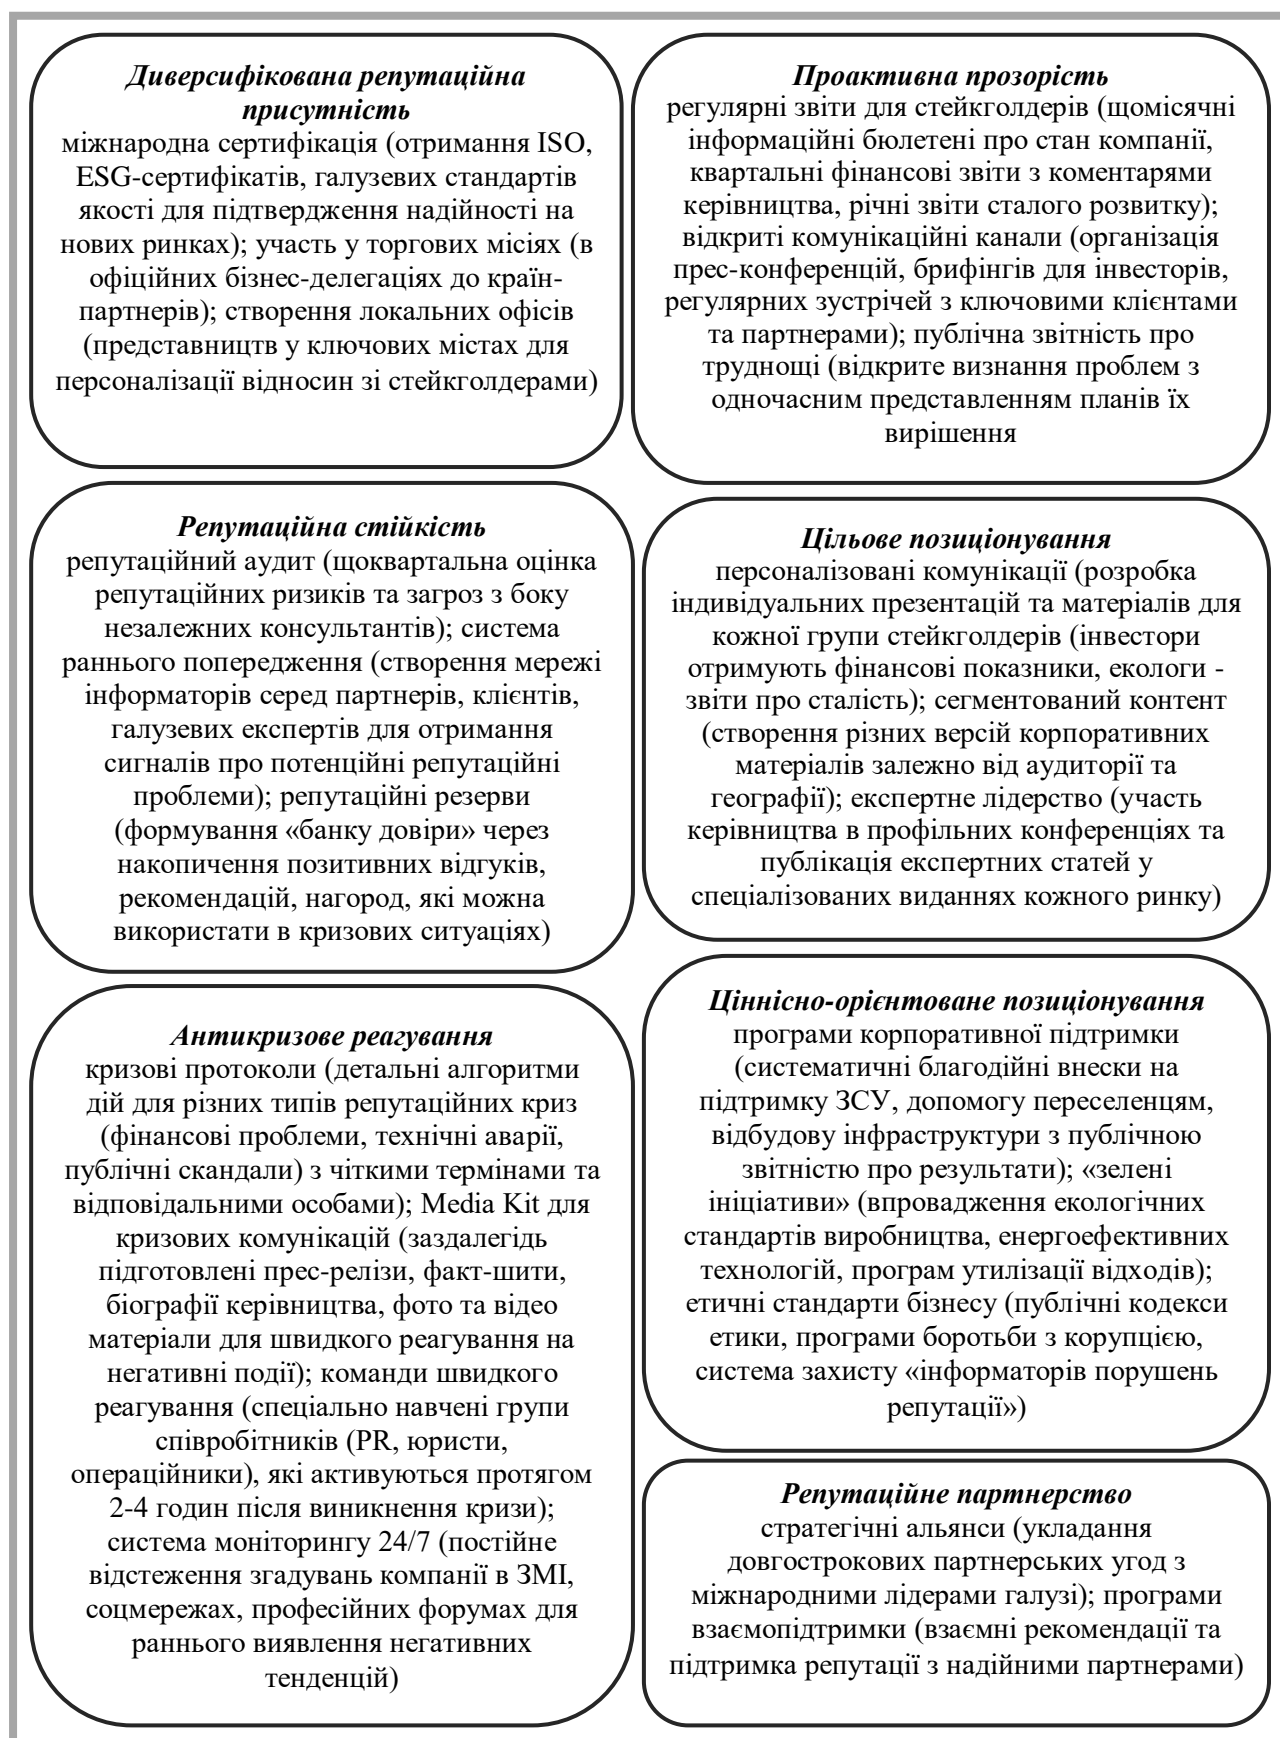 Диверсифікована репутаційна
присутність
міжнародна сертифікація (отримання ISO,
ESG-сертифікатів, галузевих стандартів
якості для підтвердження надійності на
нових ринках); участь у торгових місіях (в
офіційних бізнес-делегаціях до країн-
партнерів); створення локальних офісів
(представництв у ключових містах для
персоналізації відносин зі стейкголдерами)
Проактивна прозорість
регулярні звіти для стейкголдерів (щомісячні
інформаційні бюлетені про стан компанії,
квартальні фінансові звіти з коментарями
керівництва, річні звіти сталого розвитку);
відкриті комунікаційні канали (організація
прес-конференцій, брифінгів для інвесторів,
регулярних зустрічей з ключовими клієнтами
та партнерами); публічна звітність про
труднощі (відкрите визнання проблем з
одночасним представленням планів їх
вирішення
Репутаційна стійкість
репутаційний аудит (щоквартальна оцінка
репутаційних ризиків та загроз з боку
незалежних консультантів); система
раннього попередження (створення мережі
інформаторів серед партнерів, клієнтів,
галузевих експертів для отримання
сигналів про потенційні репутаційні
проблеми); репутаційні резерви
(формування «банку довіри» через
накопичення позитивних відгуків,
рекомендацій, нагород, які можна
використати в кризових ситуаціях)
Цільове позиціонування
персоналізовані комунікації (розробка
індивідуальних презентацій та матеріалів для
кожної групи стейкголдерів (інвестори
отримують фінансові показники, екологи -
звіти про сталість); сегментований контент
(створення різних версій корпоративних
матеріалів залежно від аудиторії та
географії); експертне лідерство (участь
керівництва в профільних конференціях та
публікація експертних статей у
спеціалізованих виданнях кожного ринку)
Антикризове реагування
кризові протоколи (детальні алгоритми
дій для різних типів репутаційних криз
(фінансові проблеми, технічні аварії,
публічні скандали) з чіткими термінами та
відповідальними особами); Media Kit для
кризових комунікацій (заздалегідь
підготовлені прес-релізи, факт-шити,
біографії керівництва, фото та відео
матеріали для швидкого реагування на
негативні події); команди швидкого
реагування (спеціально навчені групи
співробітників (PR, юристи,
операційники), які активуються протягом
2-4 годин після виникнення кризи);
система моніторингу 24/7 (постійне
відстеження згадувань компанії в ЗМІ,
соцмережах, професійних форумах для
раннього виявлення негативних
тенденцій)
Ціннісно-орієнтоване позиціонування
програми корпоративної підтримки
(систематичні благодійні внески на
підтримку ЗСУ, допомогу переселенцям,
відбудову інфраструктури з публічною
звітністю про результати); «зелені
ініціативи» (впровадження екологічних
стандартів виробництва, енергоефективних
технологій, програм утилізації відходів);
етичні стандарти бізнесу (публічні кодекси
етики, програми боротьби з корупцією,
система захисту «інформаторів порушень
репутації»)
Репутаційне партнерство
стратегічні альянси (укладання
довгострокових партнерських угод з
міжнародними лідерами галузі); програми
взаємопідтримки (взаємні рекомендації та
підтримка репутації з надійними партнерами)